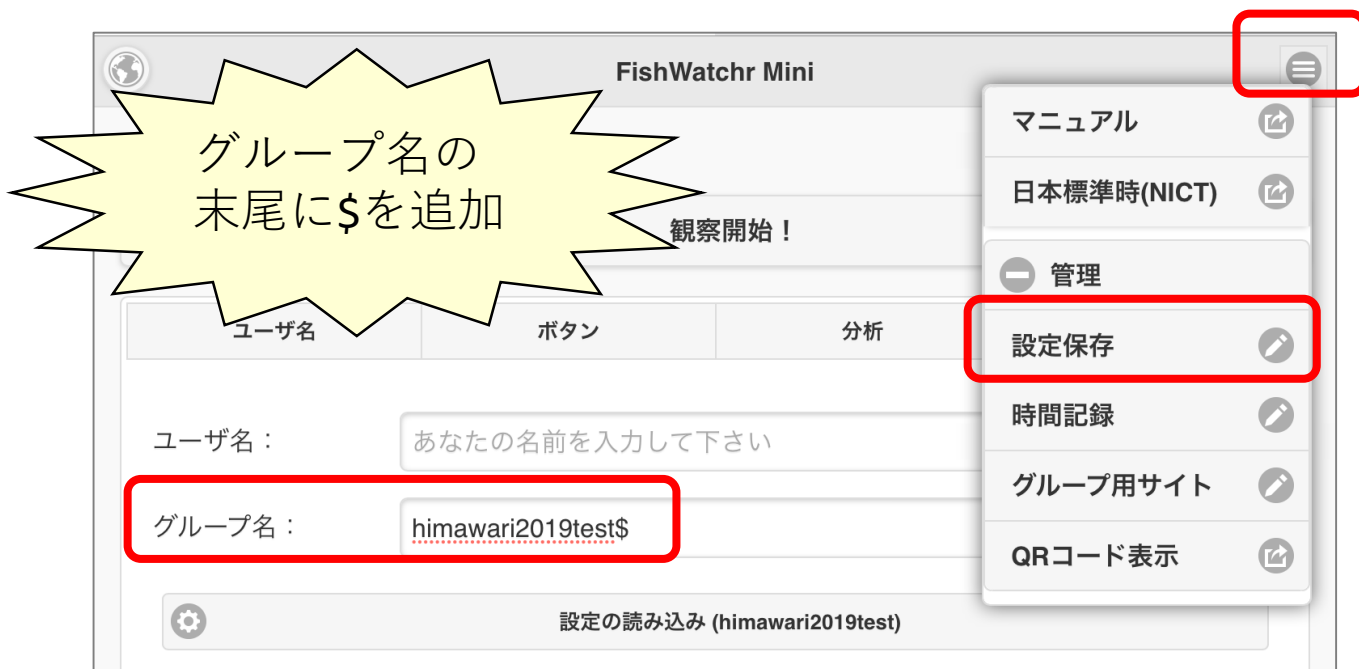 FishWatchr Mini
グループ名の
末尾に$を追加
観察開始！
マニュアル
日本標準時(NICT)
管理
設定保存
時間記録
グループ用サイト
QRコード表示
ユーザ名
ボタン
分析
ユーザ名：
あなたの名前を入力して下さい
グループ名：
himawari2019test$
設定の読み込み (himawari2019test)